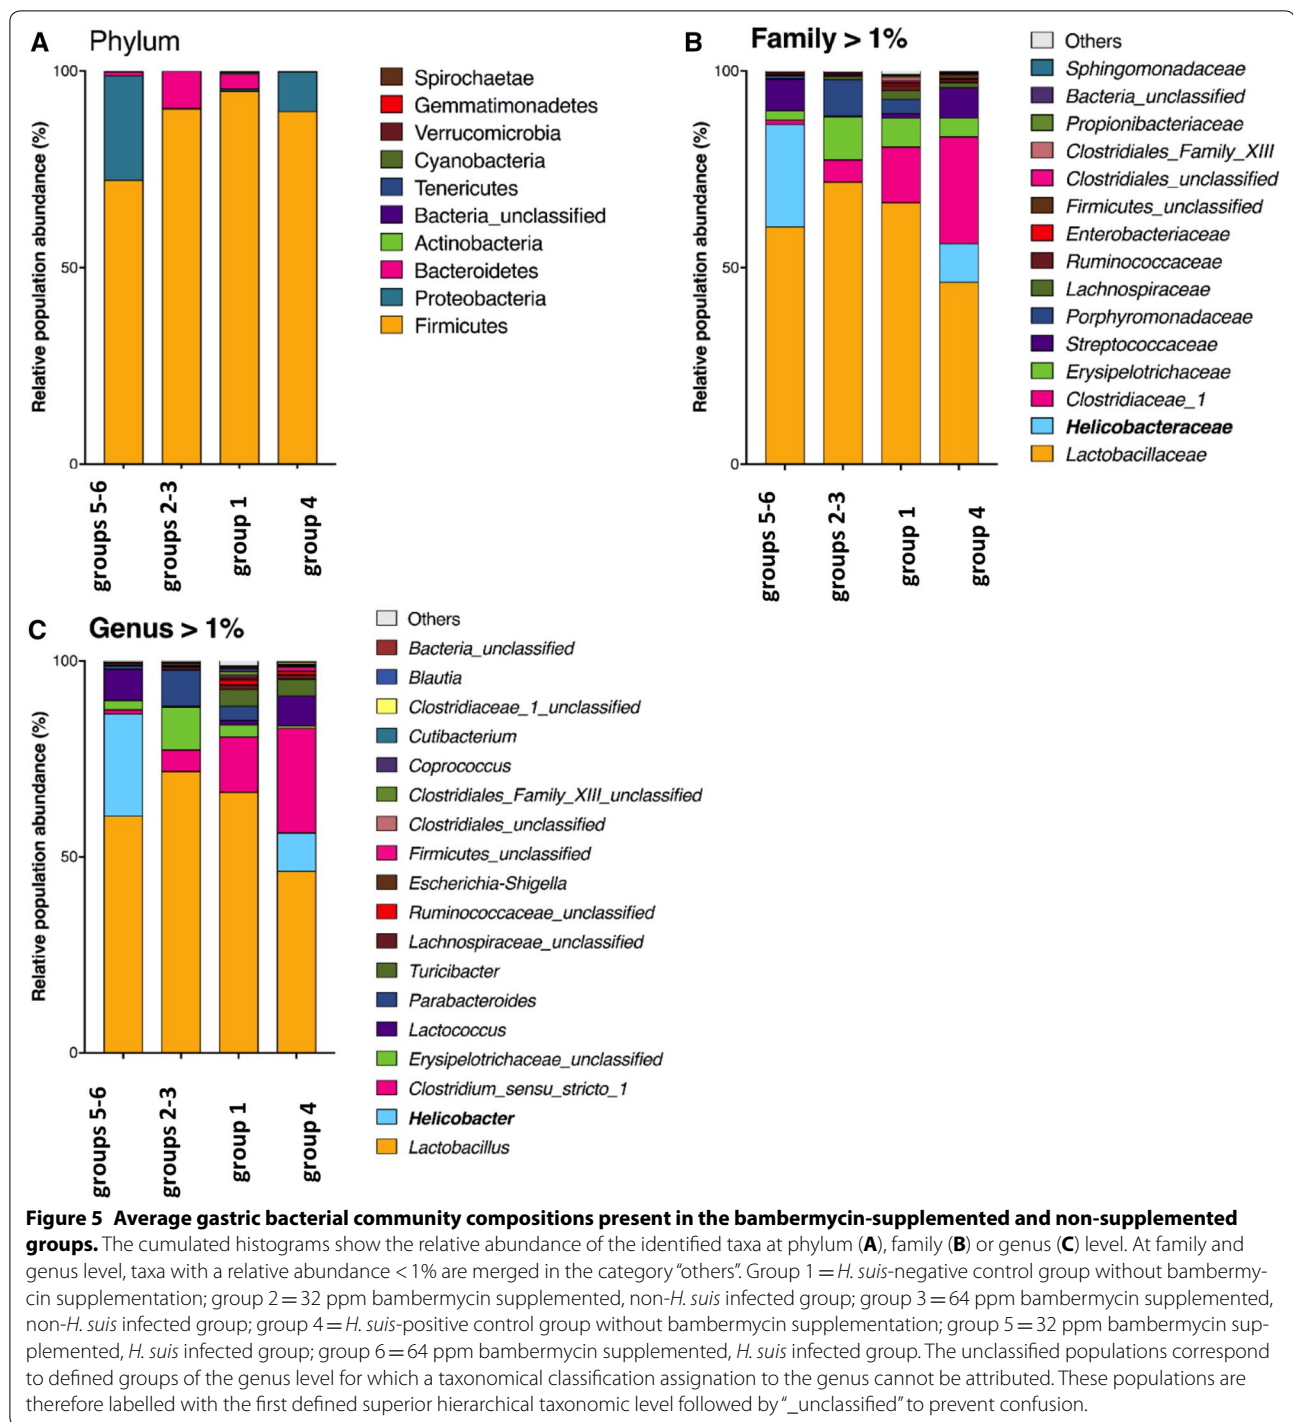 A Phylum
100
50
0
Relative population abundance (%)
groups 5-6
groups 2-3
group 1
group 4
Spirochaetae
Gemmatimonadetes
Verrucomicrobia
Cyanobacteria
Tenericutes
Bacteria_unclassified
Actinobacteria
Bacteroidetes
Proteobacteria
Firmicutes
B Family > 1%
100
50
0
Relative population abundance (%)
groups 5-6
groups 2-3
group 1
group 4
Others
Sphingomonadaceae
Bacteria_unclassified
Propionibacteriaceae
Clostridiales_Family_XIII
Clostridiales_unclassified
Firmicutes_unclassified
Enterobacteriaceae
Ruminococcaceae
Lachnospiraceae
Porphyromonadaceae
Streptococcaceae
Erysipelotrichaceae
Clostridiaceae_1
Helicobacteraceae
Lactobacillaceae
C Genus > 1%
100
50
0
Relative population abundance (%)
groups 5-6
groups 2-3
group 1
group 4
Others
Bacteria_unclassified
Blautia
Clostridiaceae_1_unclassified
Cutibacterium
Coprococcus
Clostridiales_Family_XIII_unclassified
Clostridiales_unclassified
Firmicutes_unclassified
Escherichia-Shigella
Ruminococcaceae_unclassified
Lachnospiraceae_unclassified
Turicibacter
Parabacteroides
Lactococcus
Erysipelotrichaceae_unclassified
Clostridium_sensu_stricto_1
Helicobacter
Lactobacillus
Figure 5 Average gastric bacterial community compositions present in the bambermycin-supplemented and non-supplemented
groups. The cumulated histograms show the relative abundance of the identified taxa at phylum (A), family (B) or genus (C) level. At family and
genus level, taxa with a relative abundance < 1% are merged in the category "others". Group 1 = H. suis-negative control group without bambermy-
cin supplementation; group 2 = 32 ppm bambermycin supplemented, non-H. suis infected group; group 3 = 64 ppm bambermycin supplemented,
non-H. suis infected group; group 4 = H. suis-positive control group without bambermycin supplementation; group 5 = 32 ppm bambermycin sup-
plemented, H. suis infected group; group 6 = 64 ppm bambermycin supplemented, H. suis infected group. The unclassified populations correspond
to defined groups of the genus level for which a taxonomical classification assignation to the genus cannot be attributed. These populations are
therefore labelled with the first defined superior hierarchical taxonomic level followed by "_unclassified" to prevent confusion.